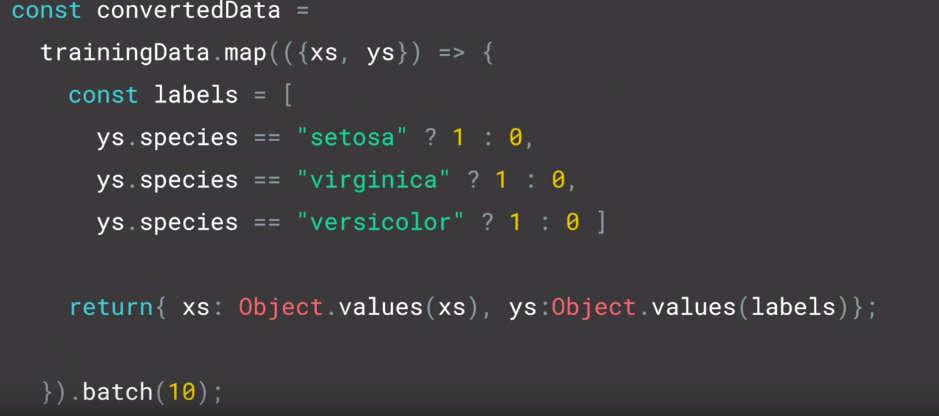 const convertedData =
trainingData.map(({xs, ys}) => {
const labels = [
ys.species == "setosa" ? 1 : 0,
ys.species == "virginica" ? 1 : 0,
ys.species == "versicolor" ? 1 : 0 ]
return{ xs: Object.values(xs), ys:Object.values(labels)};
}).batch(10);